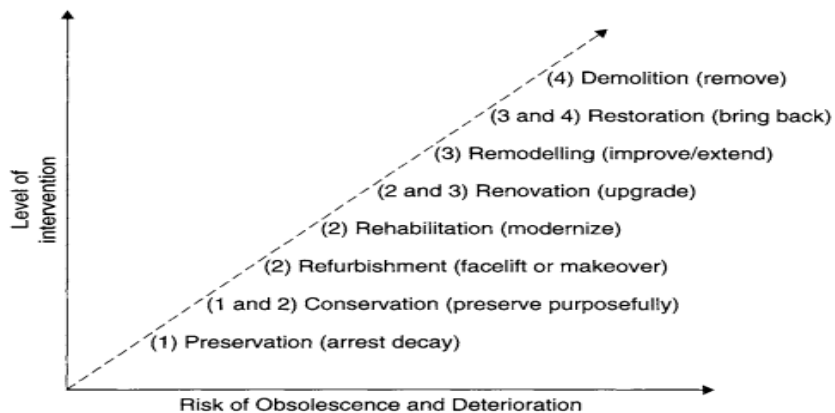 (4) Demolition (remove)
(3 and 4) Restoration (bring back)
(3) Remodelling (improve/extend)
(2 and 3) Renovation (upgrade)
(2) Rehabilitation (modernize)
(2) Refurbishment (facelift or makeover)
(1 and 2) Conservation (preserve purposefully)
(1) Preservation (arrest decay)
Level of
intervention
Risk of Obsolescence and Deterioration